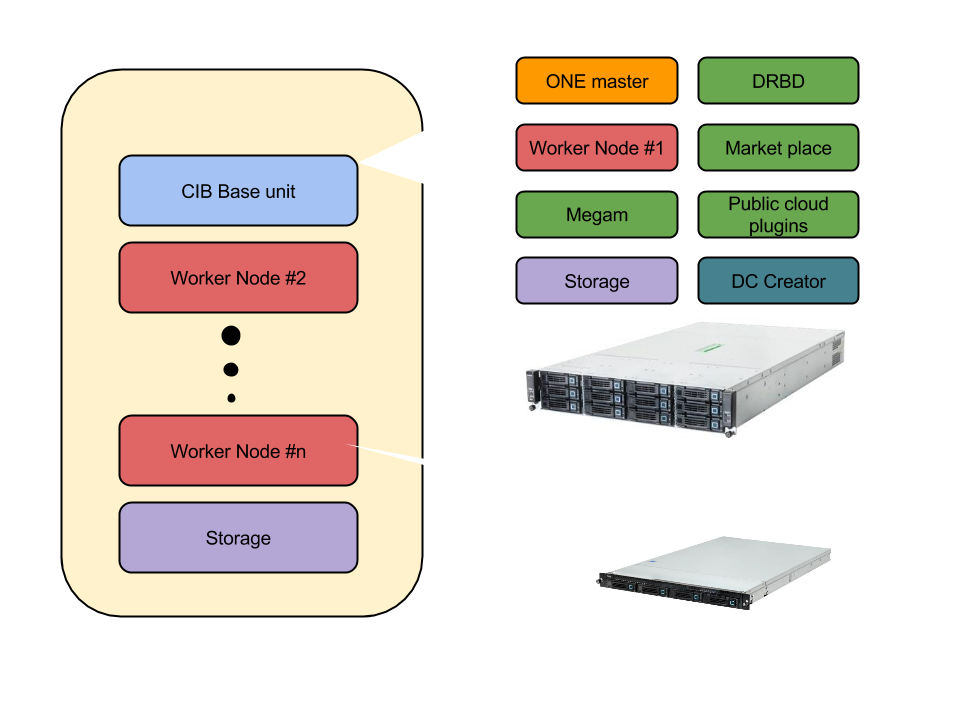 CIB Base unit
Worker Node #2
Worker Node #n
Storage
ONE master
DRBD
Worker Node #1
Market place
Megam
Public cloud
plugins
Storage
DC Creator